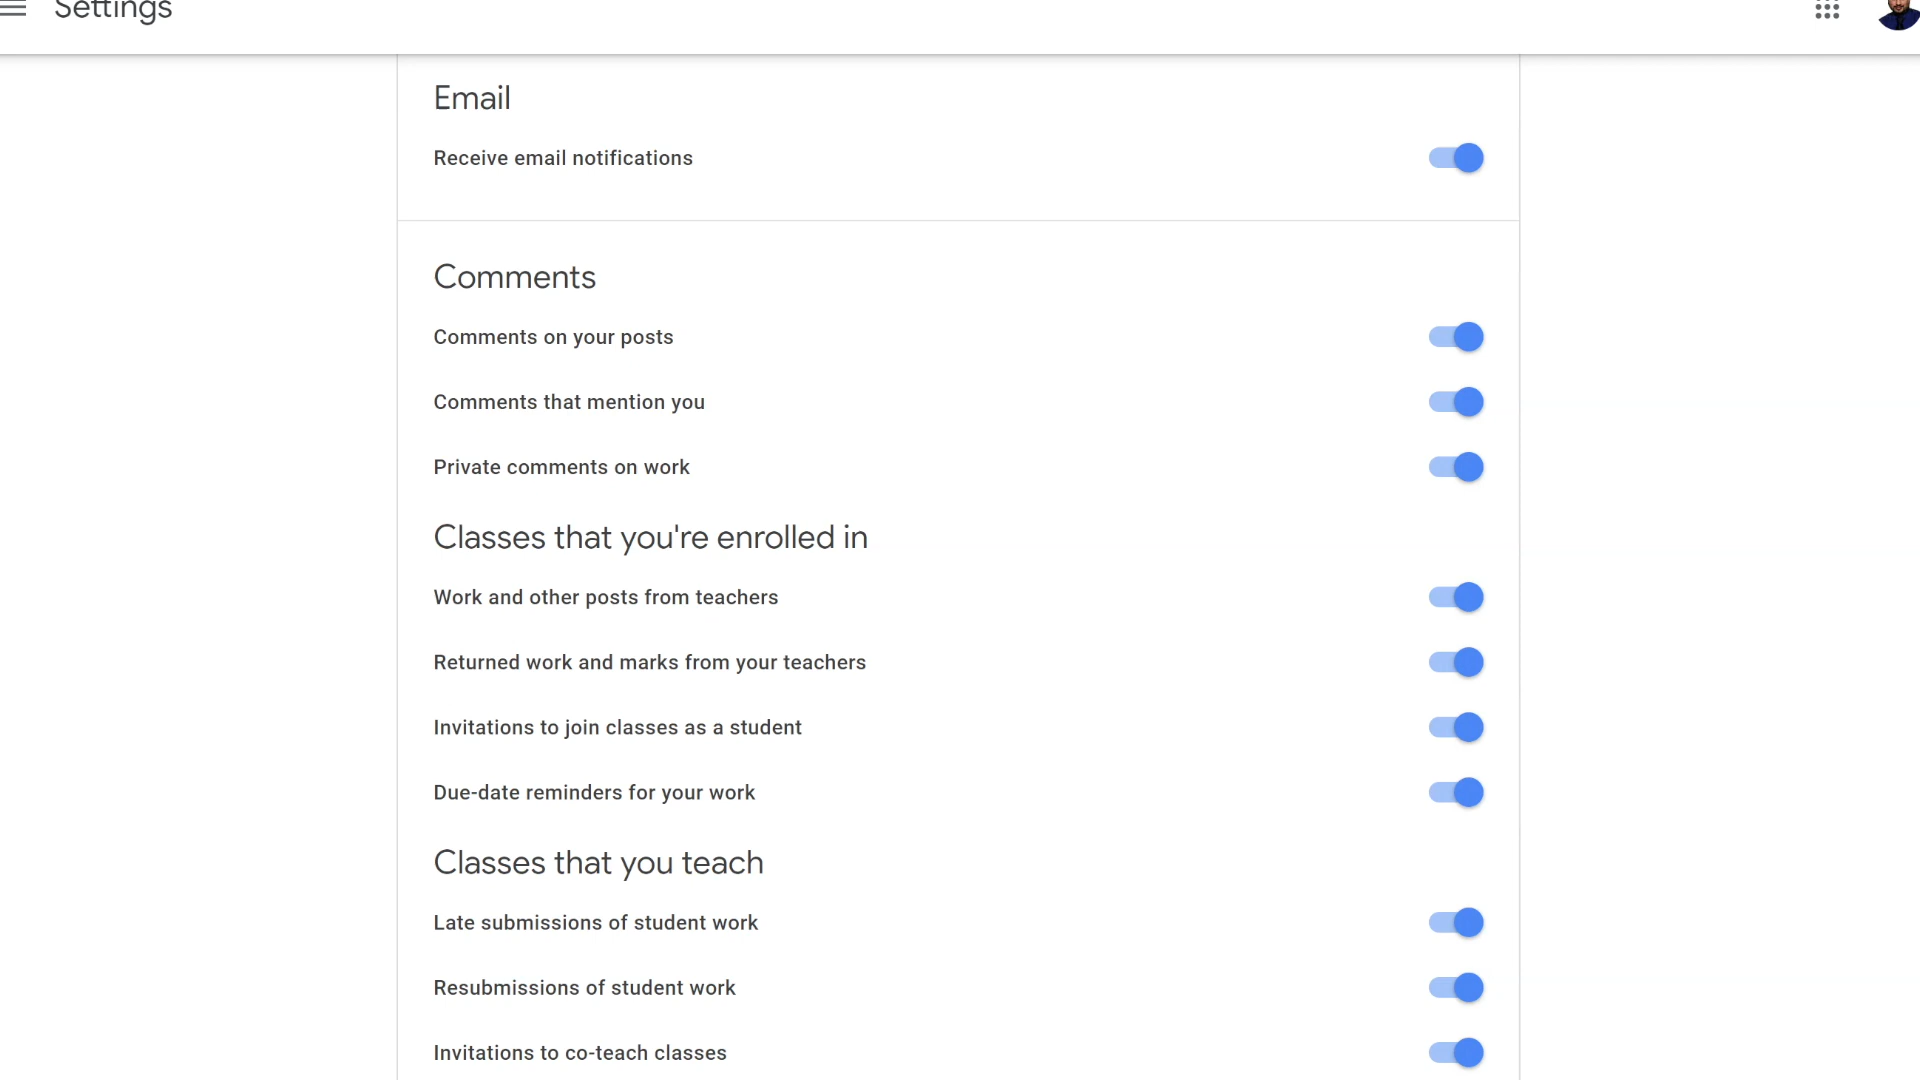 Settings
Email
Receive email notifications
Comments
Comments on your posts
Comments that mention you
Private comments on work
Classes that you're enrolled in
Work and other posts from teachers
Returned work and marks from your teachers
Invitations to join classes as a student
Due-date reminders for your work
Classes that you teach
Late submissions of student work
Resubmissions of student work
Invitations to co-teach classes